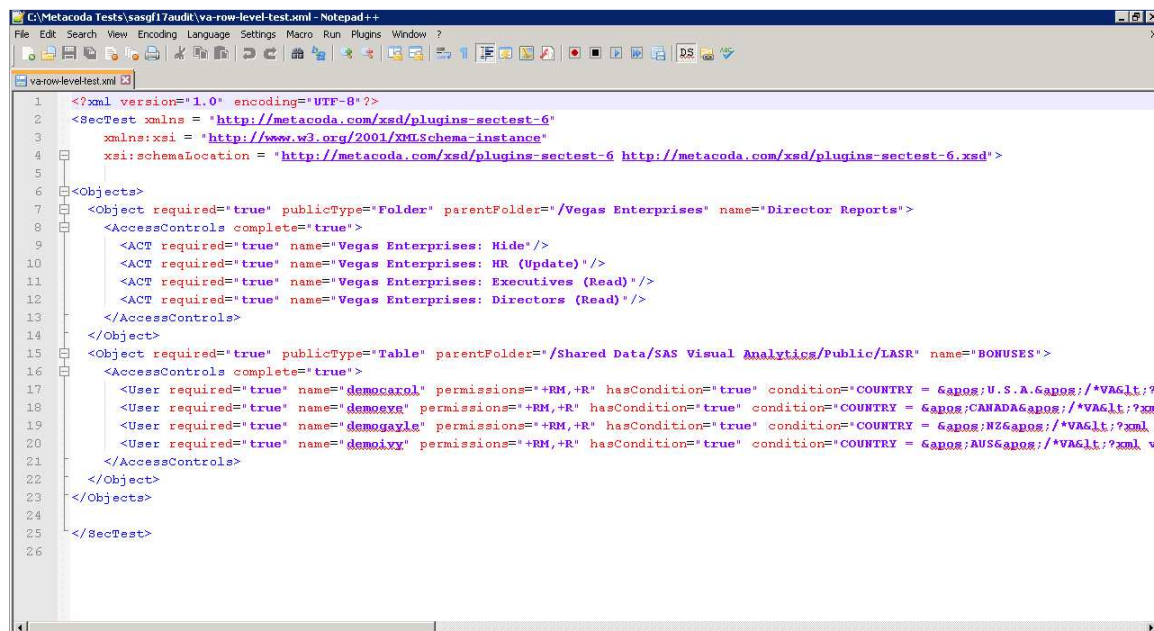 C:\Metacoda Tests\sasgf17audit\va-row-level-test.xml - Notepad++
File Edit Search View Encoding Language Settings Macro Run Plugins Window ?
va-row-level-test.xml
1 <?xml version="1.0" encoding="UTF-8"?>
2 <SecTest xmlns = "http://metacoda.com/xsd/plugins-sectest-6"
3 xmlns:xsi = "http://www.w3.org/2001/XMLSchema-instance"
4 xsi:schemaLocation = "http://metacoda.com/xsd/plugins-sectest-6 http://metacoda.com/xsd/plugins-sectest-6.xsd">
5
6 <Objects>
7 <Object required="true" publicType="Folder" parentFolder="/Vegas Enterprises" name="Director Reports">
8 <AccessControls complete="true">
9 <ACT required="true" name="Vegas Enterprises: Hide"/>
10 <ACT required="true" name="Vegas Enterprises: HR (Update)"/>
11 <ACT required="true" name="Vegas Enterprises: Executives (Read)"/>
12 <ACT required="true" name="Vegas Enterprises: Directors (Read)"/>
13 </AccessControls>
14 </Object>
15 <Object required="true" publicType="Table" parentFolder="/Shared Data/SAS Visual Analytics/Public/LASR" name="BONUSES">
16 <AccessControls complete="true">
17 <User required="true" name="democarol" permissions="+RM,+R" hasCondition="true" condition="COUNTRY = &apos;U.S.A.&apos;/*VA&lt;?
18 <User required="true" name="demoeve" permissions="+RM,+R" hasCondition="true" condition="COUNTRY = &apos;CANADA&apos;/*VA&lt;?xm
19 <User required="true" name="demogayle" permissions="+RM,+R" hasCondition="true" condition="COUNTRY = &apos;NZ&apos;/*VA&lt;?xml
20 <User required="true" name="demoivy" permissions="+RM,+R" hasCondition="true" condition="COUNTRY = &apos;AUS&apos;/*VA&lt;?xml v
21 </AccessControls>
22 </Object>
23 </Objects>
24
25 </SecTest>
26